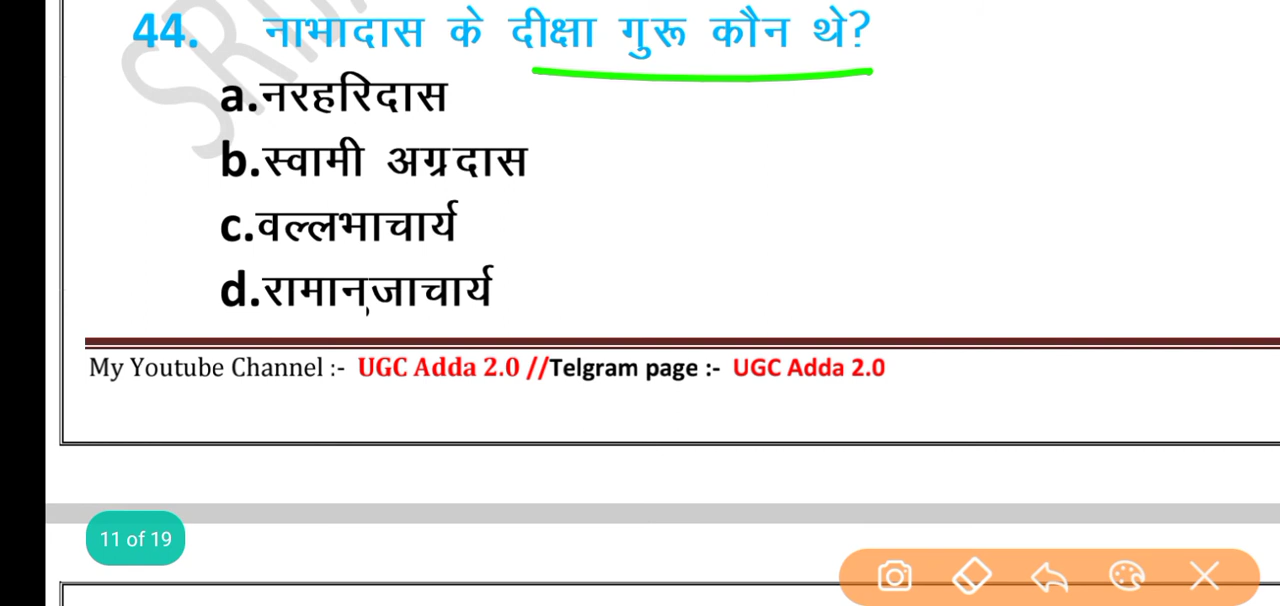 44. नाभादास के दीक्षा गुरू कौन थे?
a.नरहरिदास
b.स्वामी अग्रदास
c.वल्लभाचार्य
d.रामानुजाचार्य
My Youtube Channel :- UGC Adda 2.0 //Telgram page :- UGC Adda 2.0
11 of 19